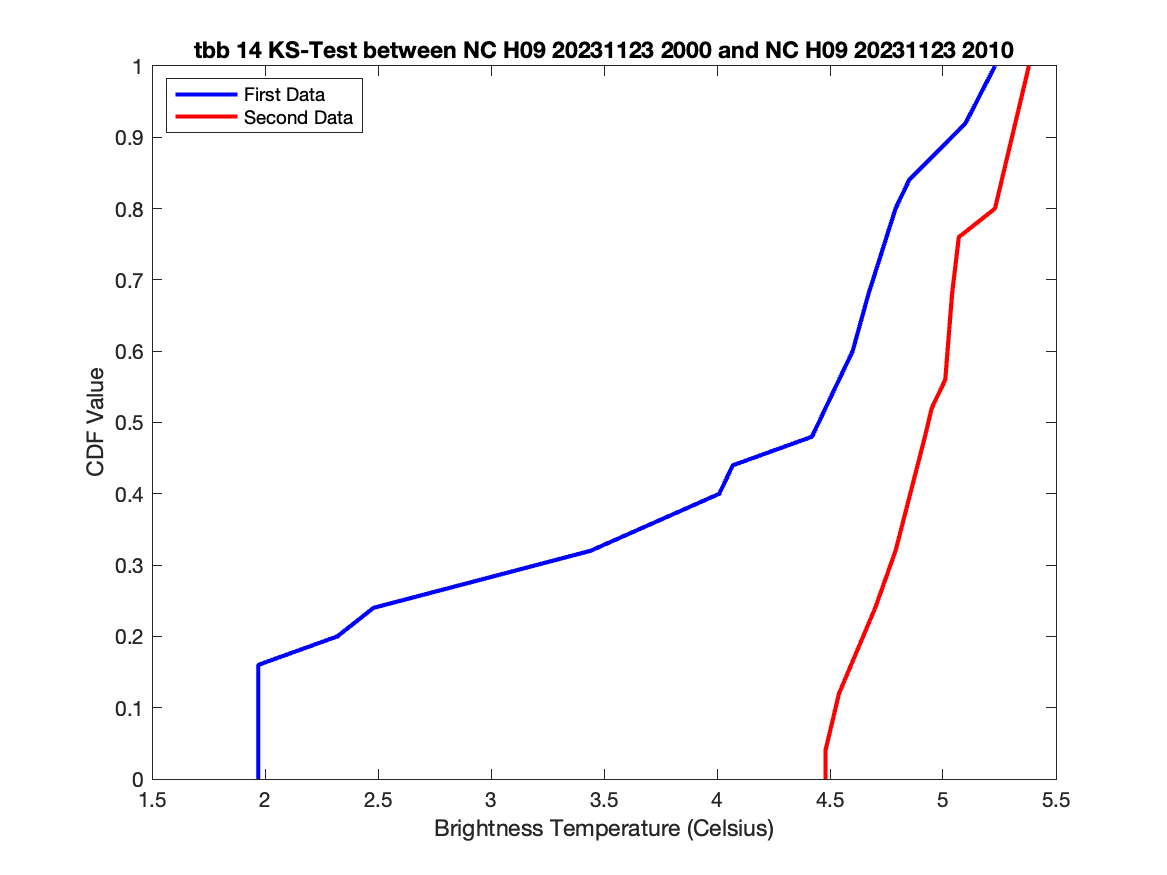 tbb 14 KS-Test between NC H09 20231123 2000 and NC H09 20231123 2010
First Data
Second Data
1
0.9
0.8
0.7
0.6
0.5
0.4
0.3
0.2
0.1
0
CDF Value
1.5 2 2.5 3 3.5 4 4.5 5 5.5
Brightness Temperature (Celsius)